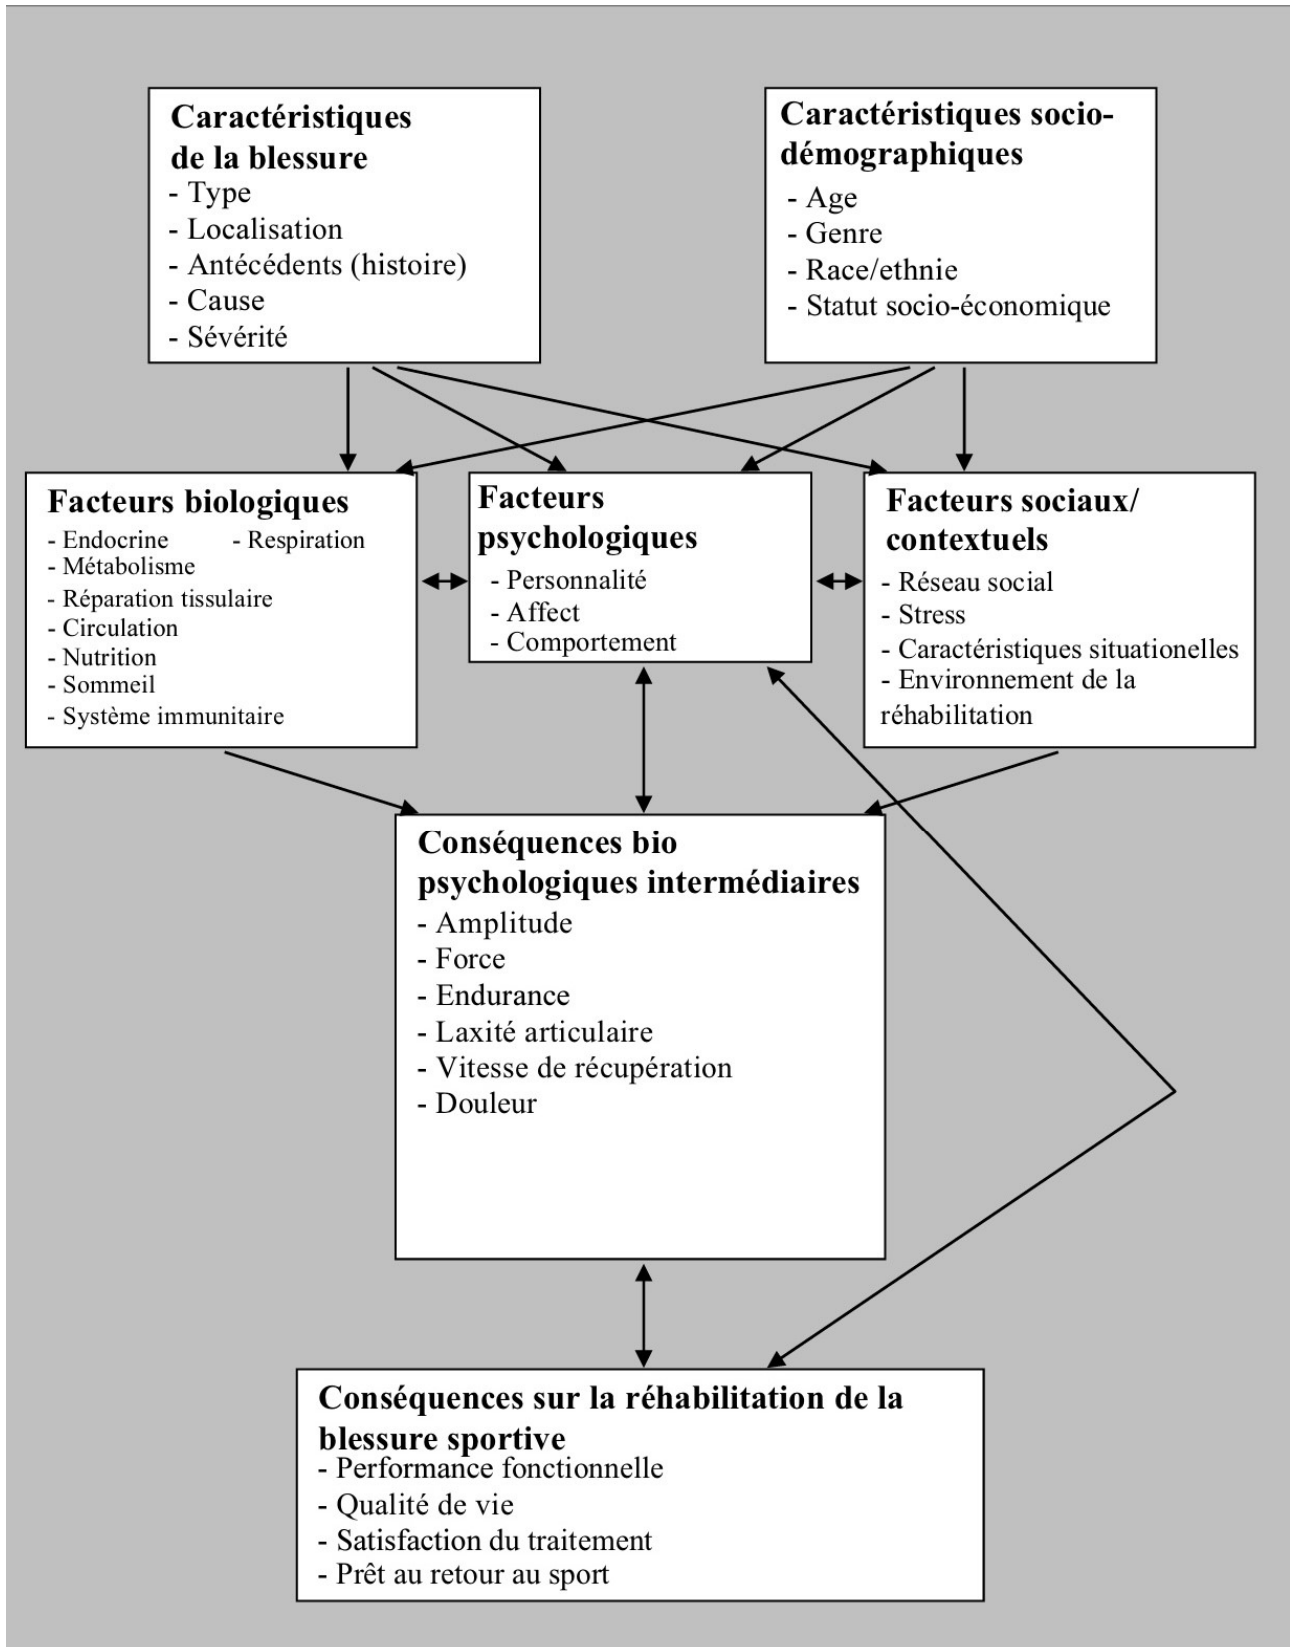 Caractéristiques
de la blessure
- Type
- Localisation
- Antécédents (histoire)
- Cause
- Sévérité
Caractéristiques socio-
démographiques
- Age
- Genre
- Race/ethnie
- Statut socio-économique
Facteurs biologiques
- Endocrine - Respiration
- Métabolisme
- Réparation tissulaire
- Circulation
- Nutrition
- Sommeil
- Système immunitaire
Facteurs
psychologiques
- Personnalité
- Affect
- Comportement
Facteurs sociaux/
contextuels
- Réseau social
- Stress
- Caractéristiques situationelles
- Environnement de la
réhabilitation
Conséquences bio
psychologiques intermédiaires
- Amplitude
- Force
- Endurance
- Laxité articulaire
- Vitesse de récupération
- Douleur
Conséquences sur la réhabilitation de la
blessure sportive
- Performance fonctionnelle
- Qualité de vie
- Satisfaction du traitement
- Prêt au retour au sport